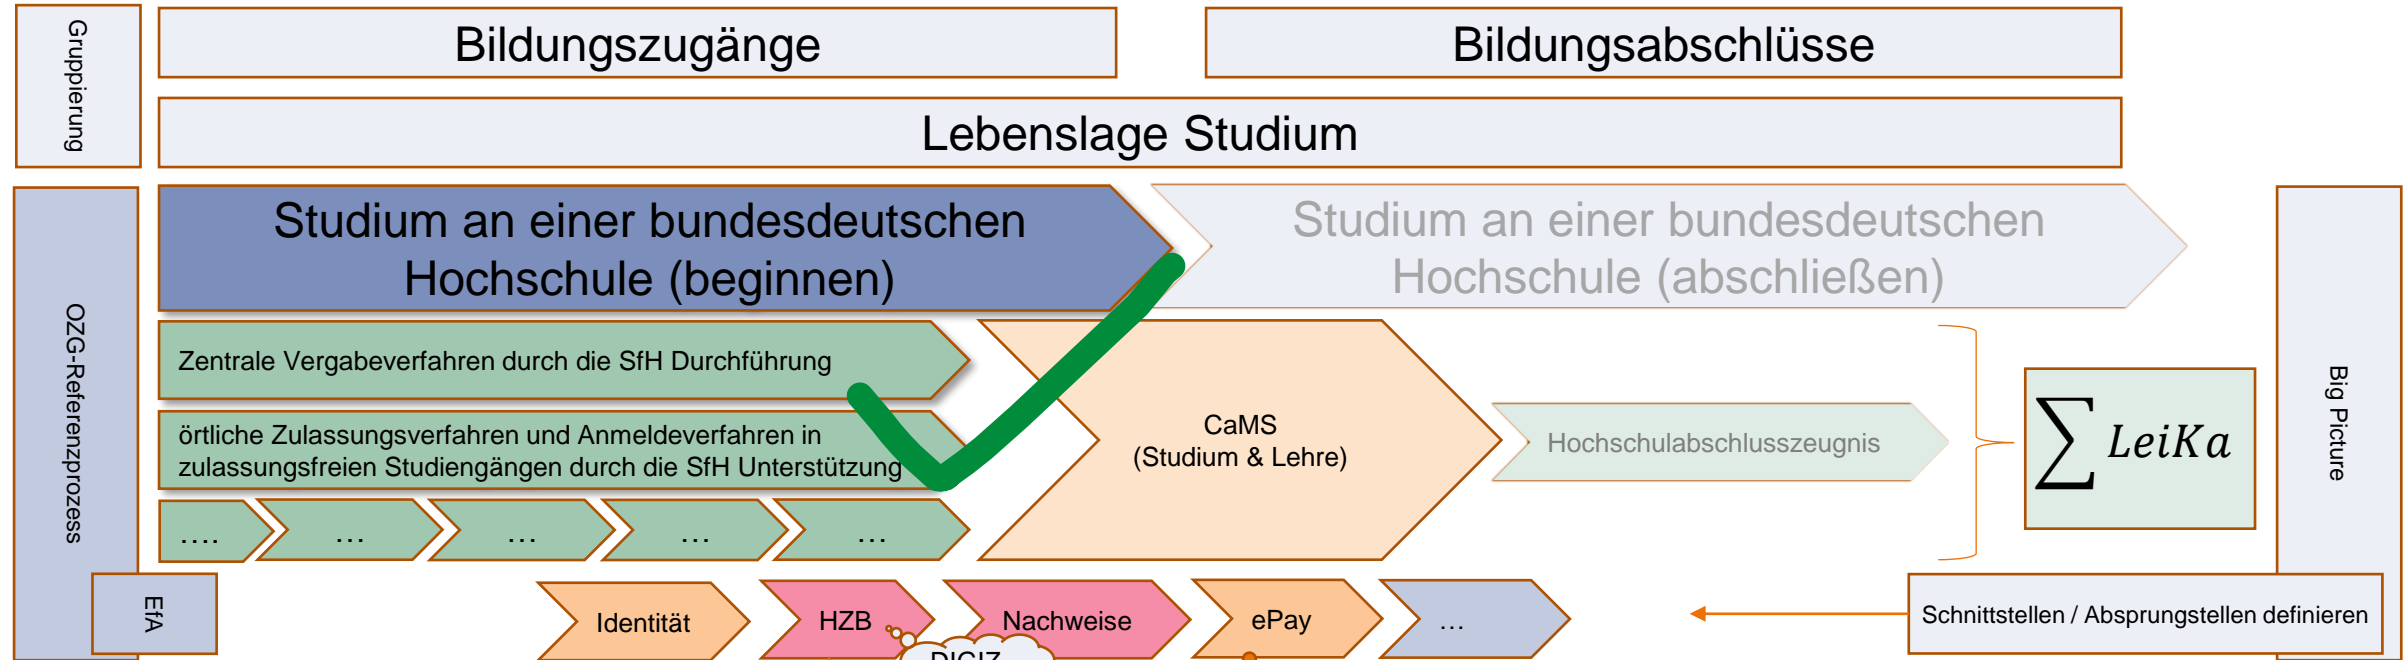 Gruppierung
Bildungszugänge
Bildungsabschlüsse
Lebenslage Studium
OZG-Referenzprozess
Studium an einer bundesdeutschen
Hochschule (beginnen)
Studium an einer bundesdeutschen
Hochschule (abschließen)
Zentrale Vergabeverfahren durch die SfH Durchführung
örtliche Zulassungsverfahren und Anmeldeverfahren in
zulassungsfreien Studiengängen durch die SfH Unterstützung
….
…
…
…
…
CaMS
(Studium & Lehre)
Hochschulabschlusszeugnis
∑ LeiKa
Big Picture
EfA
Identität
HZB
Nachweise
ePay
…
Schnittstellen / Absprungstellen definieren
DIGIZ